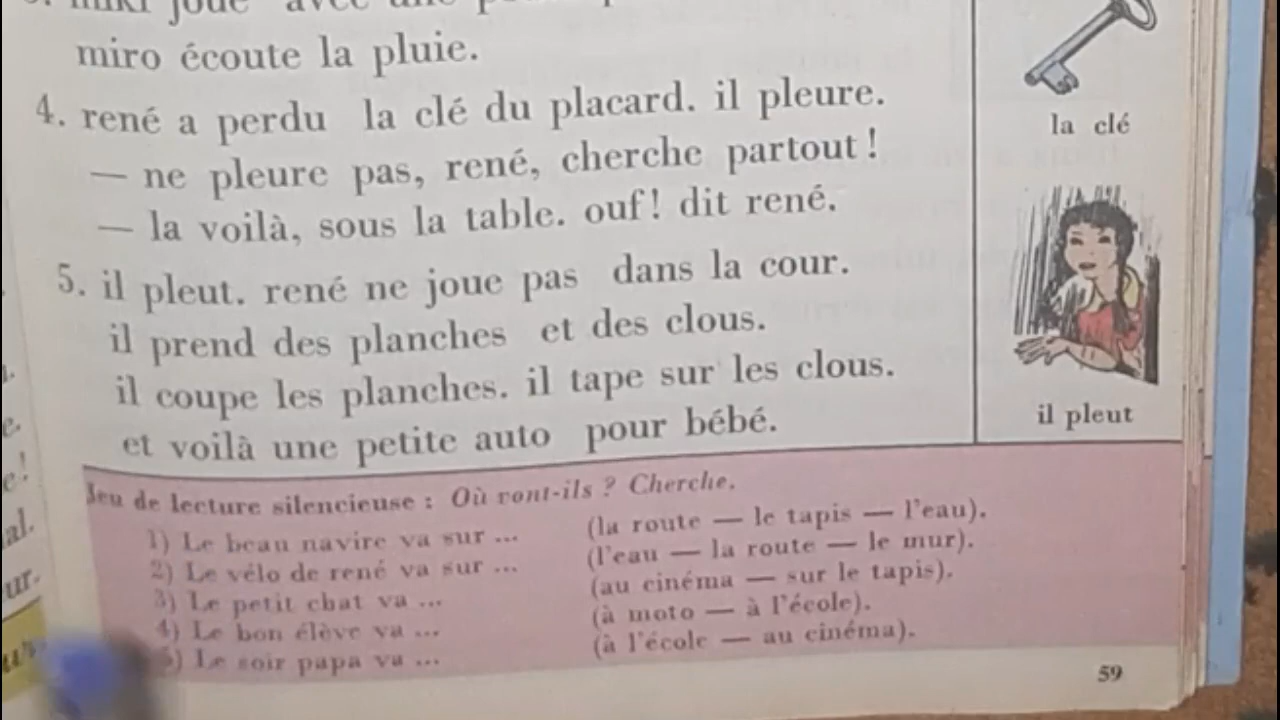 miki joue avec une
miro écoute la pluie.
4. rené a perdu la clé du placard. il pleure.
— ne pleure pas, rené, cherche partout !
— la voilà, sous la table. ouf ! dit rené.
5. il pleut. rené ne joue pas dans la cour.
il prend des planches et des clous.
il coupe les planches. il tape sur les clous.
et voilà une petite auto pour bébé.
la clé
il pleut
Jeu de lecture silencieuse : Où vont-ils ? Cherche.
1) Le beau navire va sur ... (la route — le tapis — l'eau).
2) Le vélo de rené va sur ... (l'eau — la route — le mur).
3) Le petit chat va ... (au cinéma — sur le tapis).
4) Le bon élève va ... (à moto — à l'école).
5) Le soir papa va ... (à l'école — au cinéma).
59